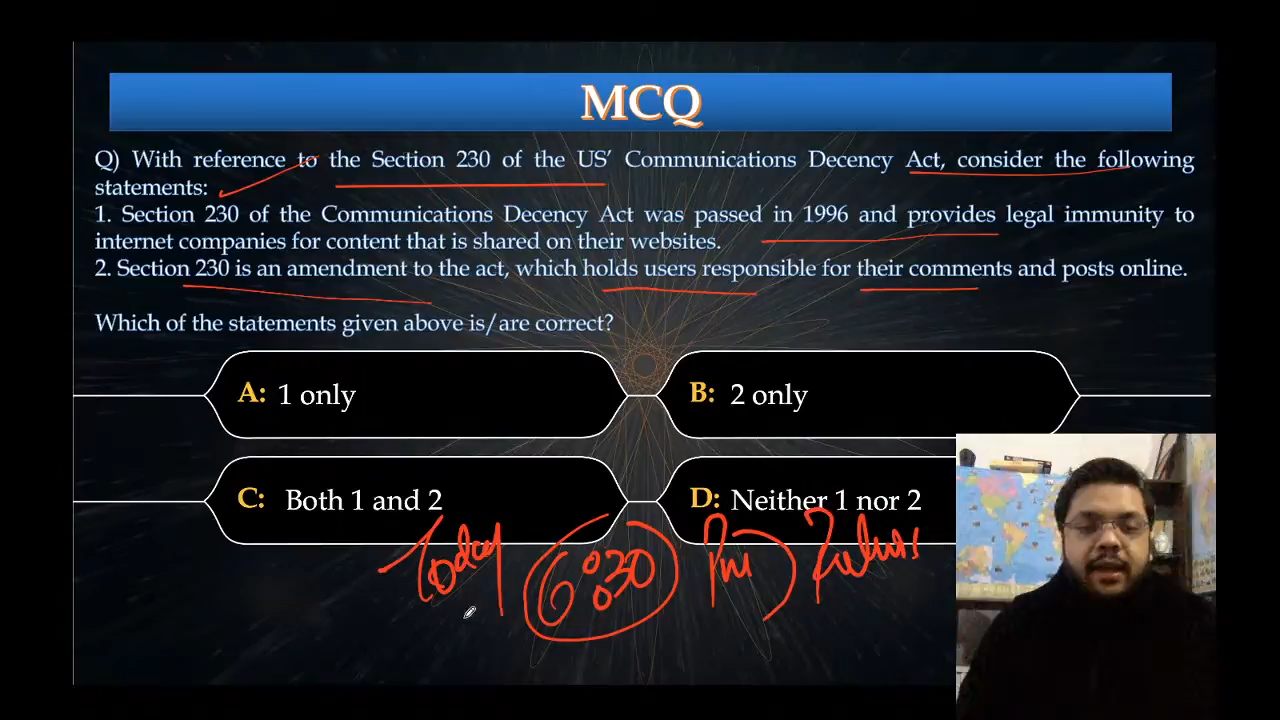 MCQ
Q) With reference to the Section 230 of the US' Communications Decency Act, consider the following
statements:
1. Section 230 of the Communications Decency Act was passed in 1996 and provides legal immunity to
internet companies for content that is shared on their websites.
2. Section 230 is an amendment to the act, which holds users responsible for their comments and posts online.
Which of the statements given above is/are correct?
A: 1 only
B: 2 only
C: Both 1 and 2
D: Neither 1 nor 2
Today 6:30 Pm